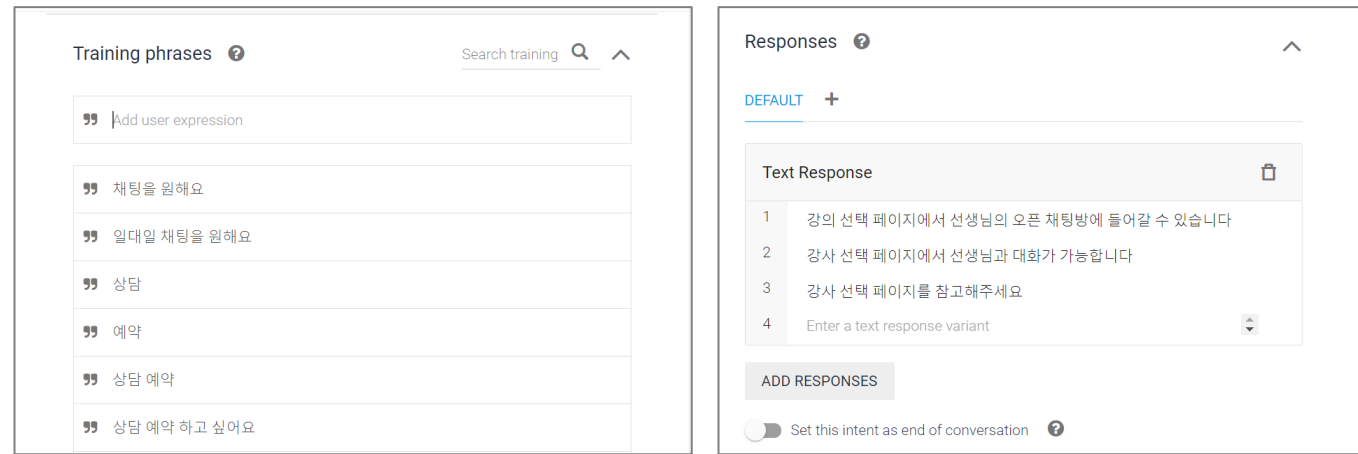 Training phrases
Search training
Add user expression
채팅을 원해요
일대일 채팅을 원해요
상담
예약
상담 예약
상담 예약 하고 싶어요
Responses
DEFAULT
Text Response
1 강의 선택 페이지에서 선생님의 오픈 채팅방에 들어갈 수 있습니다
2 강사 선택 페이지에서 선생님과 대화가 가능합니다
3 강사 선택 페이지를 참고해주세요
4 Enter a text response variant
ADD RESPONSES
Set this intent as end of conversation